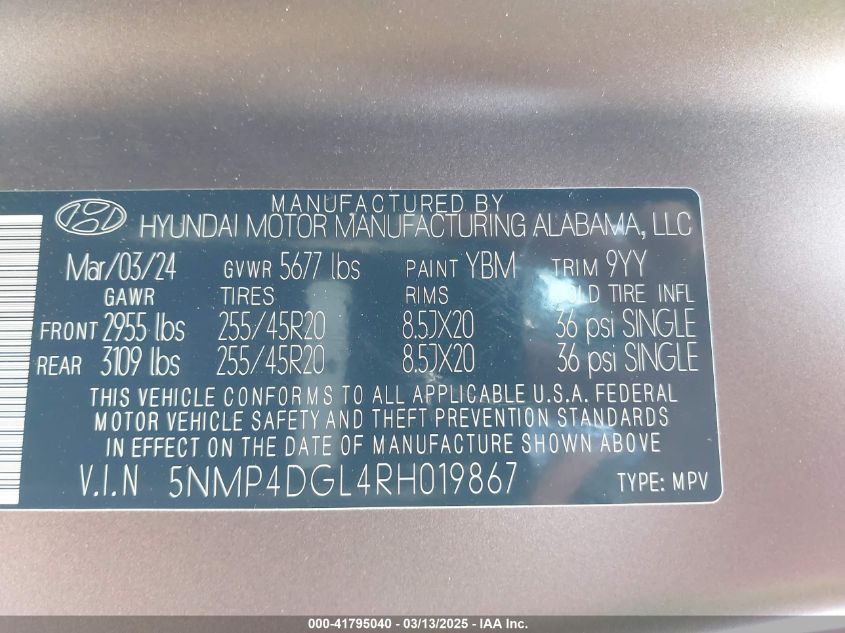 MANUFACTURED BY
HYUNDAI MOTOR MANUFACTURING ALABAMA, LLC
Mar/03/24 GVWR 5677 lbs PAINT YBM TRIM 9YY
GAWR TIRES RIMS COLD TIRE INFL
FRONT 2955 lbs 255/45R20 8.5JX20 36 psi SINGLE
REAR 3109 lbs 255/45R20 8.5JX20 36 psi SINGLE
THIS VEHICLE CONFORMS TO ALL APPLICABLE U.S.A. FEDERAL
MOTOR VEHICLE SAFETY AND THEFT PREVENTION STANDARDS
IN EFFECT ON THE DATE OF MANUFACTURE SHOWN ABOVE
V.I.N 5NMP4DGL4RH019867 TYPE: MPV
000-41795040 - 03/13/2025 - IAA Inc.